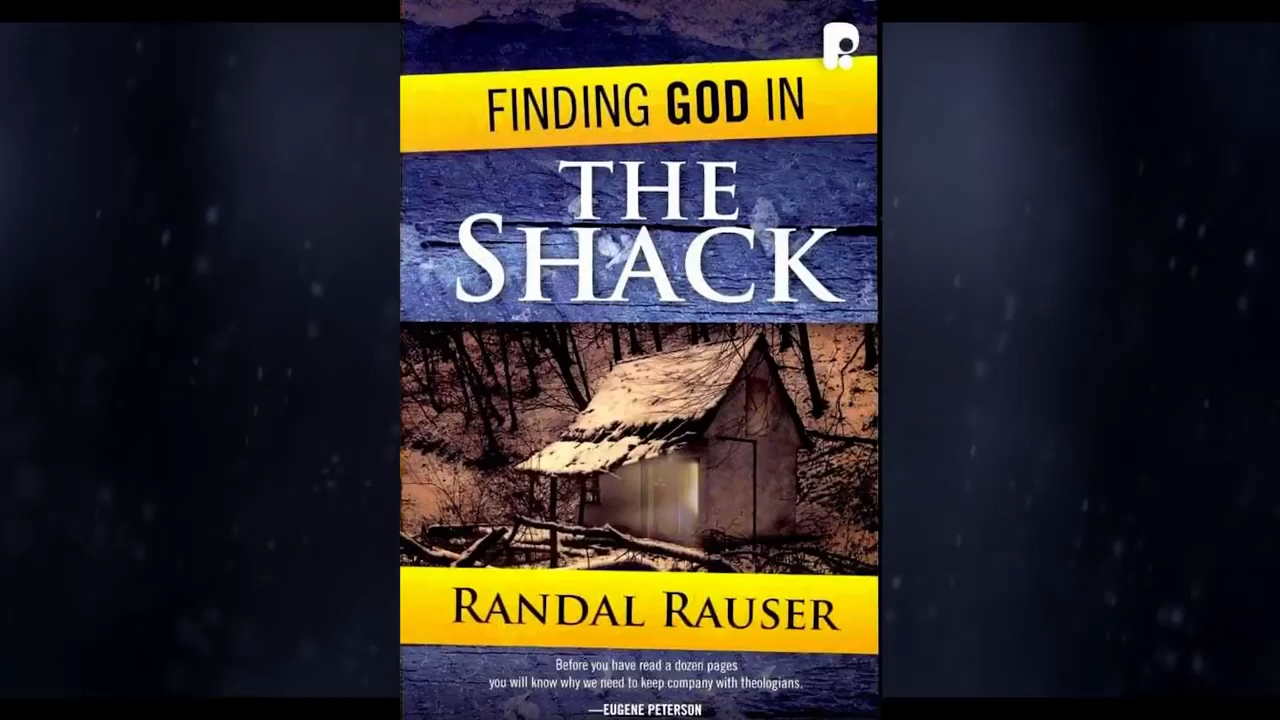 FINDING GOD IN
THE
SHACK
RANDAL RAUSER
Before you have read a dozen pages
you will know why we need to keep company with theologians.
—EUGENE PETERSON